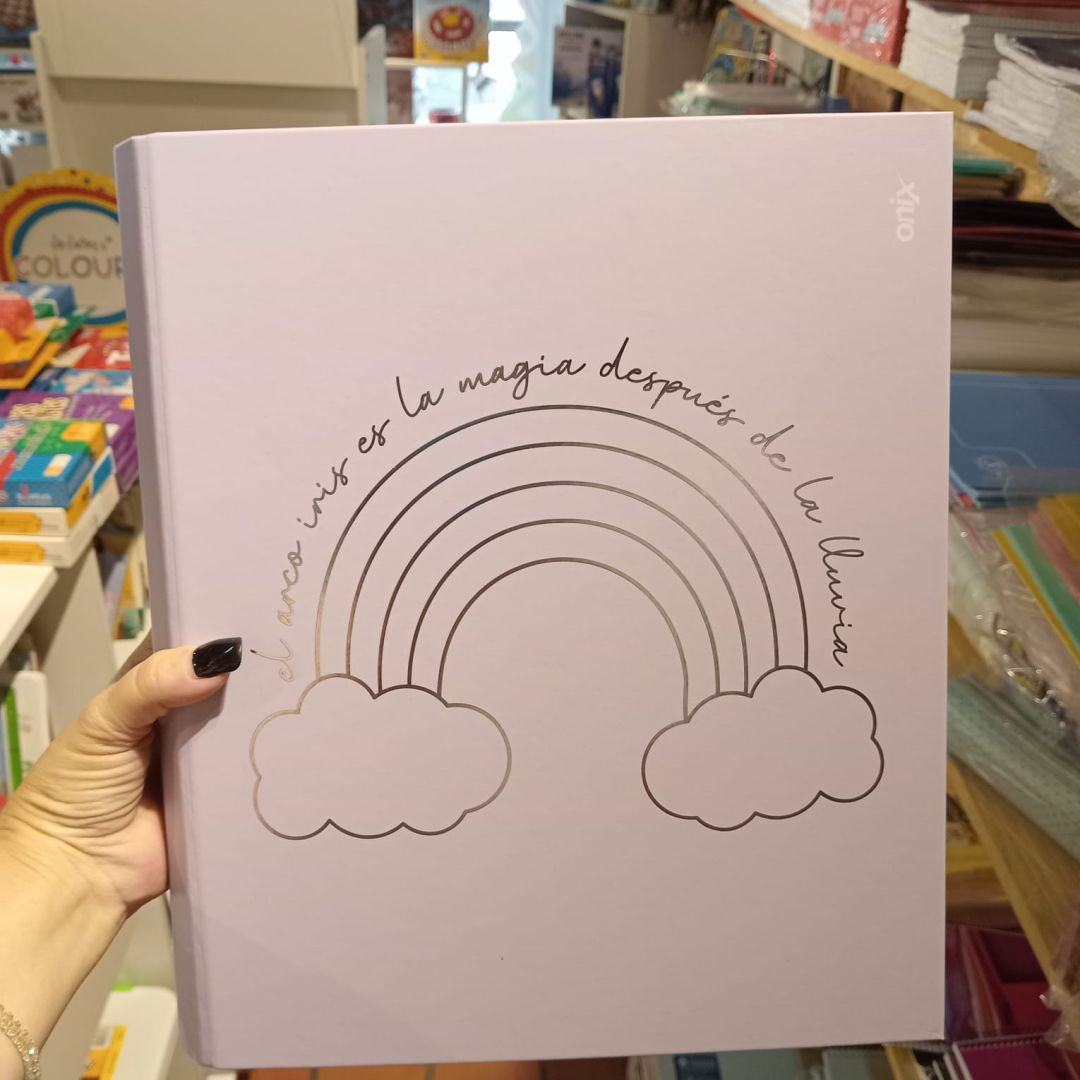 onix
el arco iris es la magia después de la lluvia
COLOUR